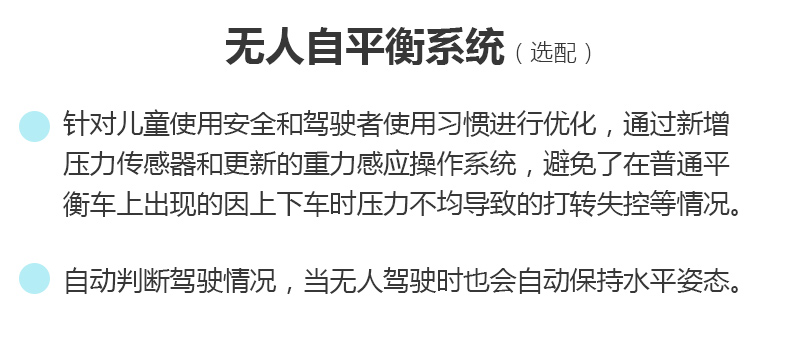 无人自平衡系统（选配）
针对儿童使用安全和驾驶者使用习惯进行优化，通过新增
压力传感器和更新的重力感应操作系统，避免了在普通平
衡车上出现的因上下车时压力不均导致的打转失控等情况。
自动判断驾驶情况，当无人驾驶时也会自动保持水平姿态。